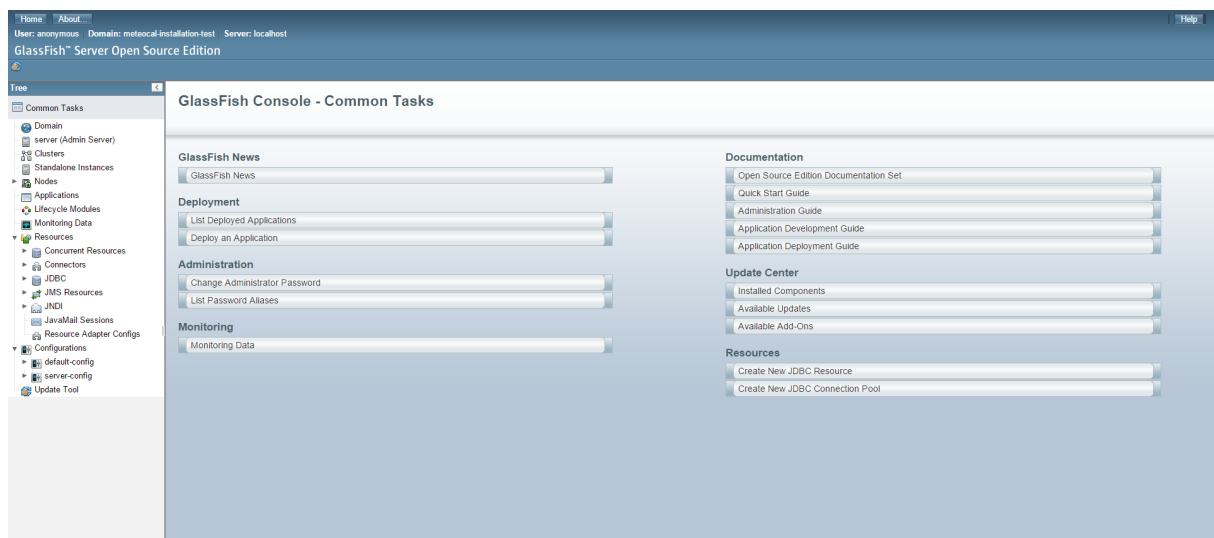 Home About... Help
User: anonymous Domain: meteocal-installation-test Server: localhost
GlassFish™ Server Open Source Edition
Tree
Common Tasks
Domain
server (Admin Server)
Clusters
Standalone Instances
Nodes
Applications
Lifecycle Modules
Monitoring Data
Resources
Concurrent Resources
Connectors
JDBC
JMS Resources
JNDI
JavaMail Sessions
Resource Adapter Configs
Configurations
default-config
server-config
Update Tool
GlassFish Console - Common Tasks
GlassFish News
GlassFish News
Deployment
List Deployed Applications
Deploy an Application
Administration
Change Administrator Password
List Password Aliases
Monitoring
Monitoring Data
Documentation
Open Source Edition Documentation Set
Quick Start Guide
Administration Guide
Application Development Guide
Application Deployment Guide
Update Center
Installed Components
Available Updates
Available Add-Ons
Resources
Create New JDBC Resource
Create New JDBC Connection Pool